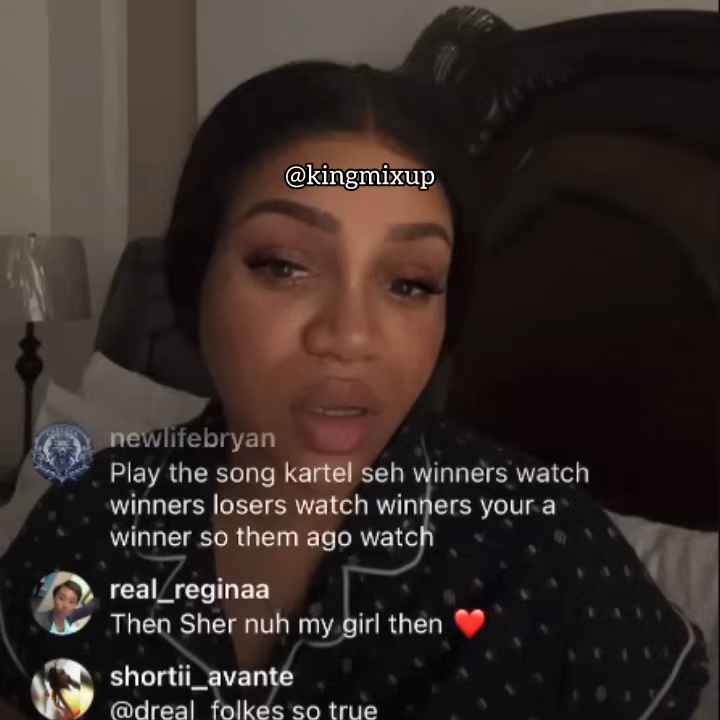 @kingmixup
newlifebryan
Play the song kartel seh winners watch
winners losers watch winners your a
winner so them ago watch
real_reginaa
Then Sher nuh my girl then ❤️
shortii_avante
@dreal_folkes so true